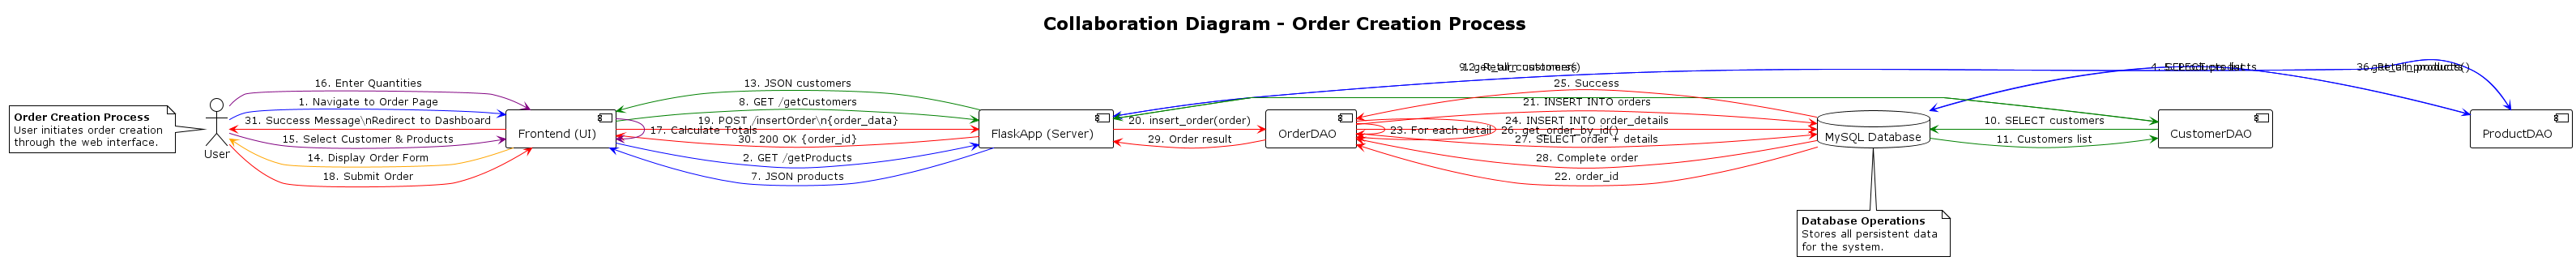 Collaboration Diagram - Order Creation Process
Order Creation Process
User initiates order creation
through the web interface.
User
16. Enter Quantities
1. Navigate to Order Page
31. Success Message\nRedirect to Dashboard
15. Select Customer & Products
14. Display Order Form
18. Submit Order
Frontend (UI)
17. Calculate Totals
13. JSON customers
8. GET /getCustomers
19. POST /insertOrder\n{order_data}
30. 200 OK {order_id}
2. GET /getProducts
7. JSON products
FlaskApp (Server)
20. insert_order(order)
29. Order result
OrderDAO
23. For each detail
26. get_order_by_id()
25. Success
21. INSERT INTO orders
24. INSERT INTO order_details
27. SELECT order + details
28. Complete order
22. order_id
MySQL Database
Database Operations
Stores all persistent data
for the system.
10. SELECT customers
11. Customers list
CustomerDAO
ProductDAO